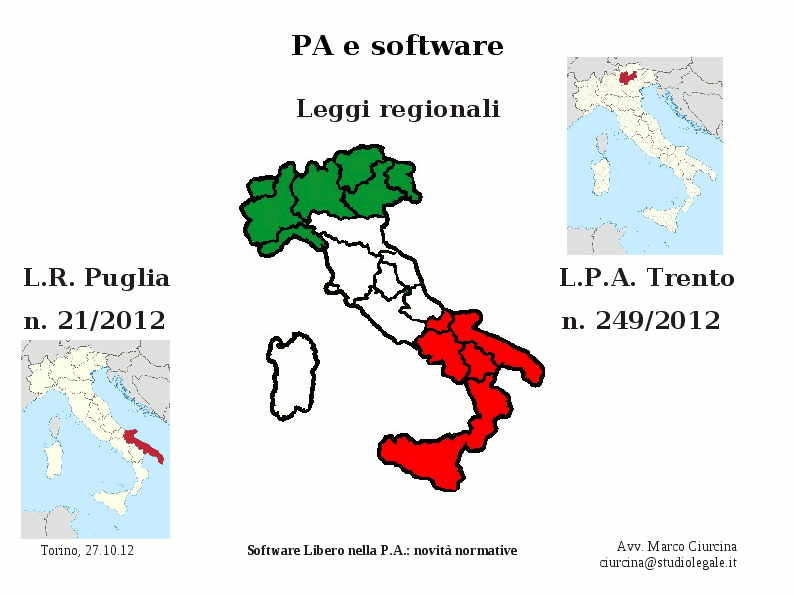 PA e software
Leggi regionali
L.R. Puglia
n. 21/2012
L.P.A. Trento
n. 249/2012
Torino, 27.10.12
Software Libero nella P.A.: novità normative
Avv. Marco Ciurcina
ciurcina@studiolegale.it